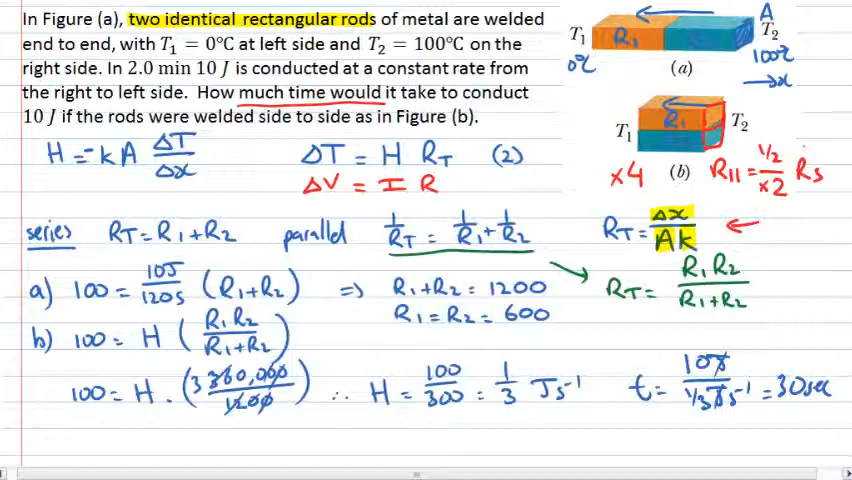 In Figure (a), two identical rectangular rods of metal are welded
end to end, with T₁ = 0°C at left side and T₂ = 100°C on the
right side. In 2.0 min 10 J is conducted at a constant rate from
the right to left side. How much time would it take to conduct
10 J if the rods were welded side to side as in Figure (b).
A
T₁ R₁ T₂
0°C (a) 100°C
→x
T₁ R₁ T₂
×4 (b) R₁₁ = 1/2 / ×2 Rs
H = -kA ΔT/Δx ΔT = H R_T (2)
ΔV = I R
series R_T = R₁+R₂ parallel 1/R_T = 1/R₁ + 1/R₂ R_T = Δx/Ak ←
a) 100 = 10J/120s (R₁+R₂) ⇒ R₁+R₂ = 1200 R_T = R₁R₂/R₁+R₂
R₁ = R₂ = 600
b) 100 = H (R₁R₂/R₁+R₂)
100 = H · (3 360,000/1200) ∴ H = 100/300 = 1/3 Js⁻¹ t = 10J / 1/3Js⁻¹ = 30sec